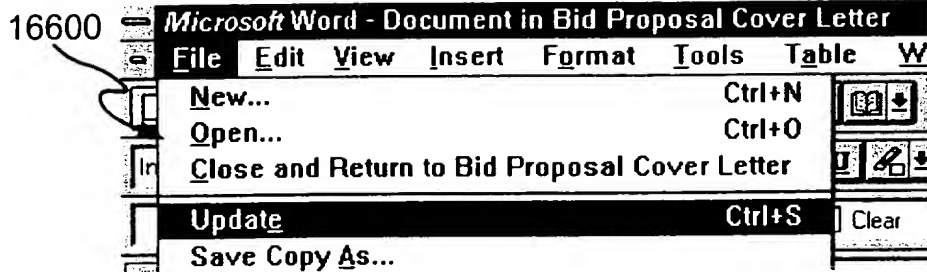 16600
Microsoft Word - Document in Bid Proposal Cover Letter
File Edit View Insert Format Tools Table W
New... Ctrl+N
Open... Ctrl+O
In
Close and Return to Bid Proposal Cover Letter
Update Ctrl+S
Clear
Save Copy As...